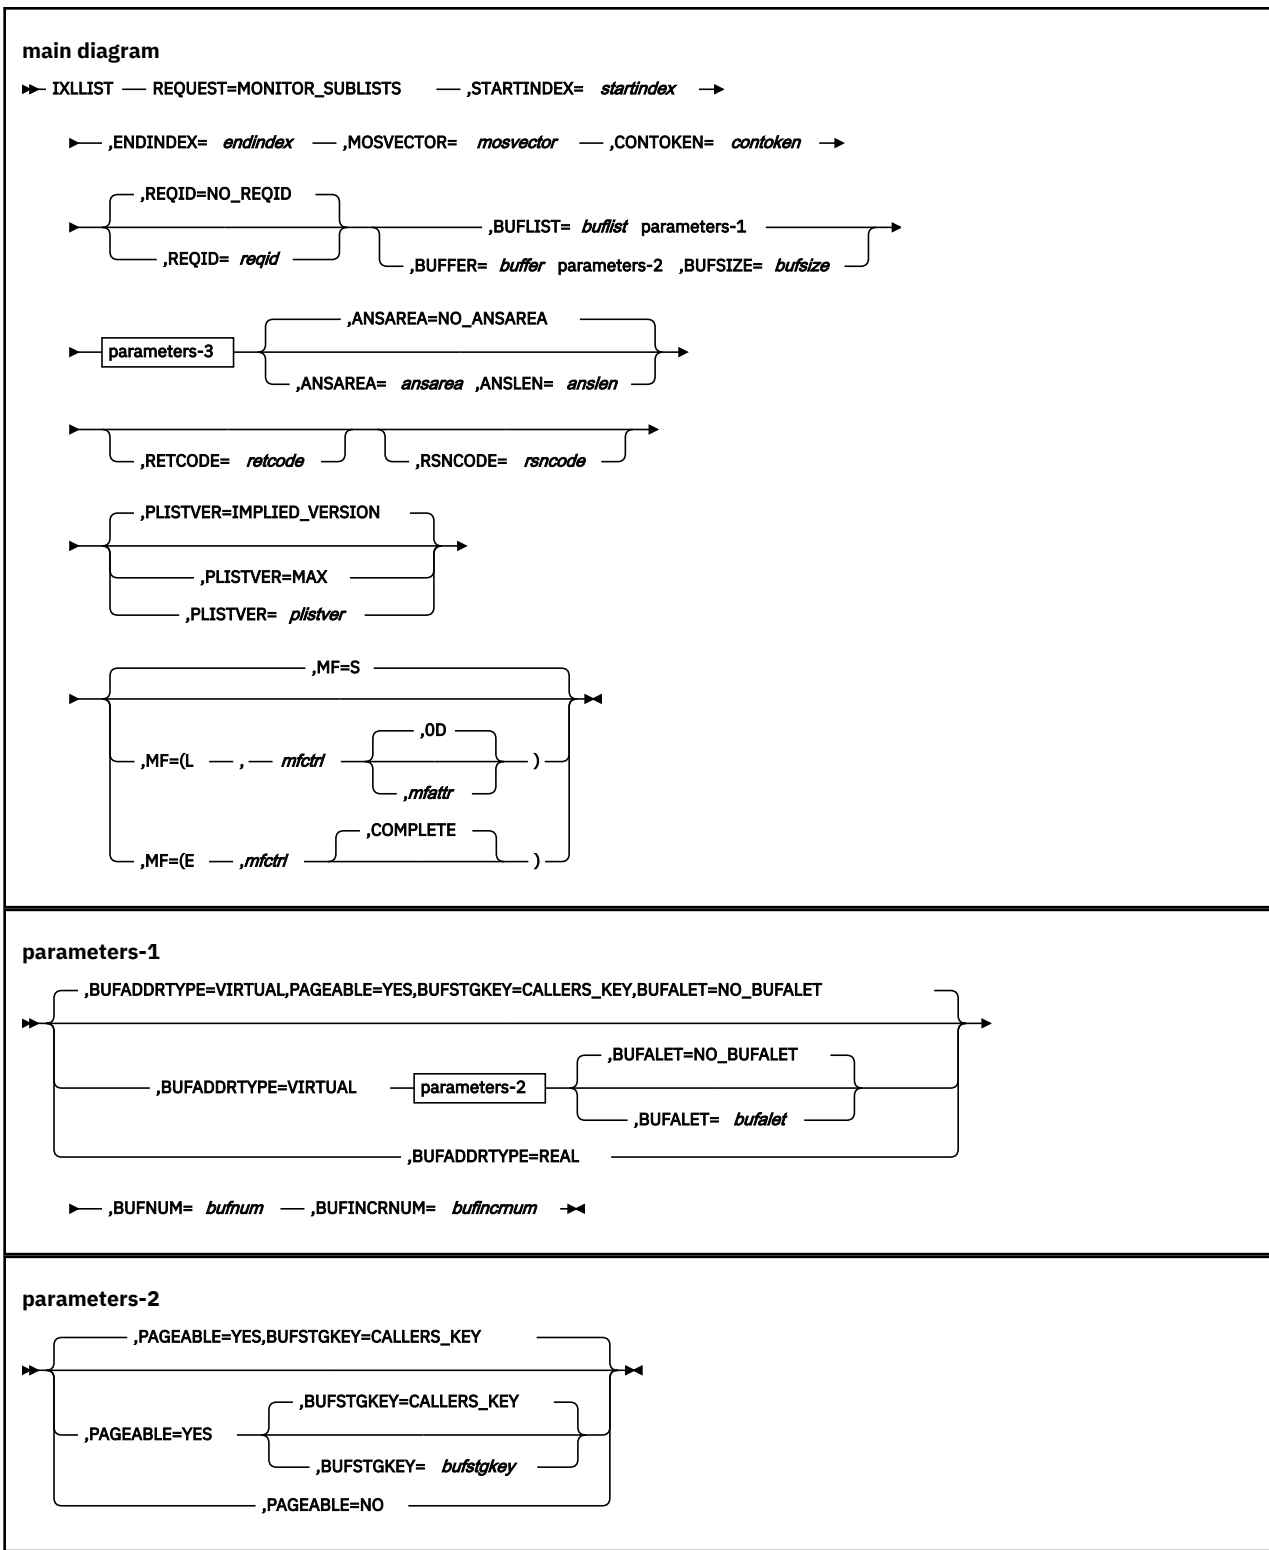 main diagram
IXLLIST REQUEST=MONITOR_SUBLISTS ,STARTINDEX= startindex
,ENDINDEX= endindex ,MOSVECTOR= mosvector ,CONTOKEN= contoken
,REQID=NO_REQID
,REQID= reqid
,BUFLIST= buflist parameters-1
,BUFFER= buffer parameters-2 ,BUFSIZE= bufsize
parameters-3
,ANSAREA=NO_ANSAREA
,ANSAREA= ansarea ,ANSLEN= anslen
,RETCODE= retcode ,RSNCODE= rsncode
,PLISTVER=IMPLIED_VERSION
,PLISTVER=MAX
,PLISTVER= plistver
,MF=S
,0D
,MF=(L , mfctrl )
,mfattr
,COMPLETE
,MF=(E ,mfctrl )
parameters-1
,BUFADDRTYPE=VIRTUAL,PAGEABLE=YES,BUFSTGKEY=CALLERS_KEY,BUFALET=NO_BUFALET
,BUFALET=NO_BUFALET
,BUFADDRTYPE=VIRTUAL parameters-2
,BUFALET= bufalet
,BUFADDRTYPE=REAL
,BUFNUM= bufnum ,BUFINCRNUM= bufincrnum
parameters-2
,PAGEABLE=YES,BUFSTGKEY=CALLERS_KEY
,BUFSTGKEY=CALLERS_KEY
,PAGEABLE=YES
,BUFSTGKEY= bufstgkey
,PAGEABLE=NO